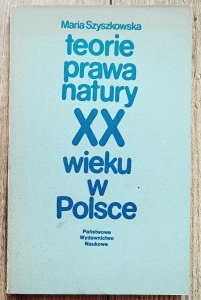 Maria Szyszkowska
teorie
prawa
natury
XX
wieku w
Polsce
Państwowe
Wydawnictwo
Naukowe